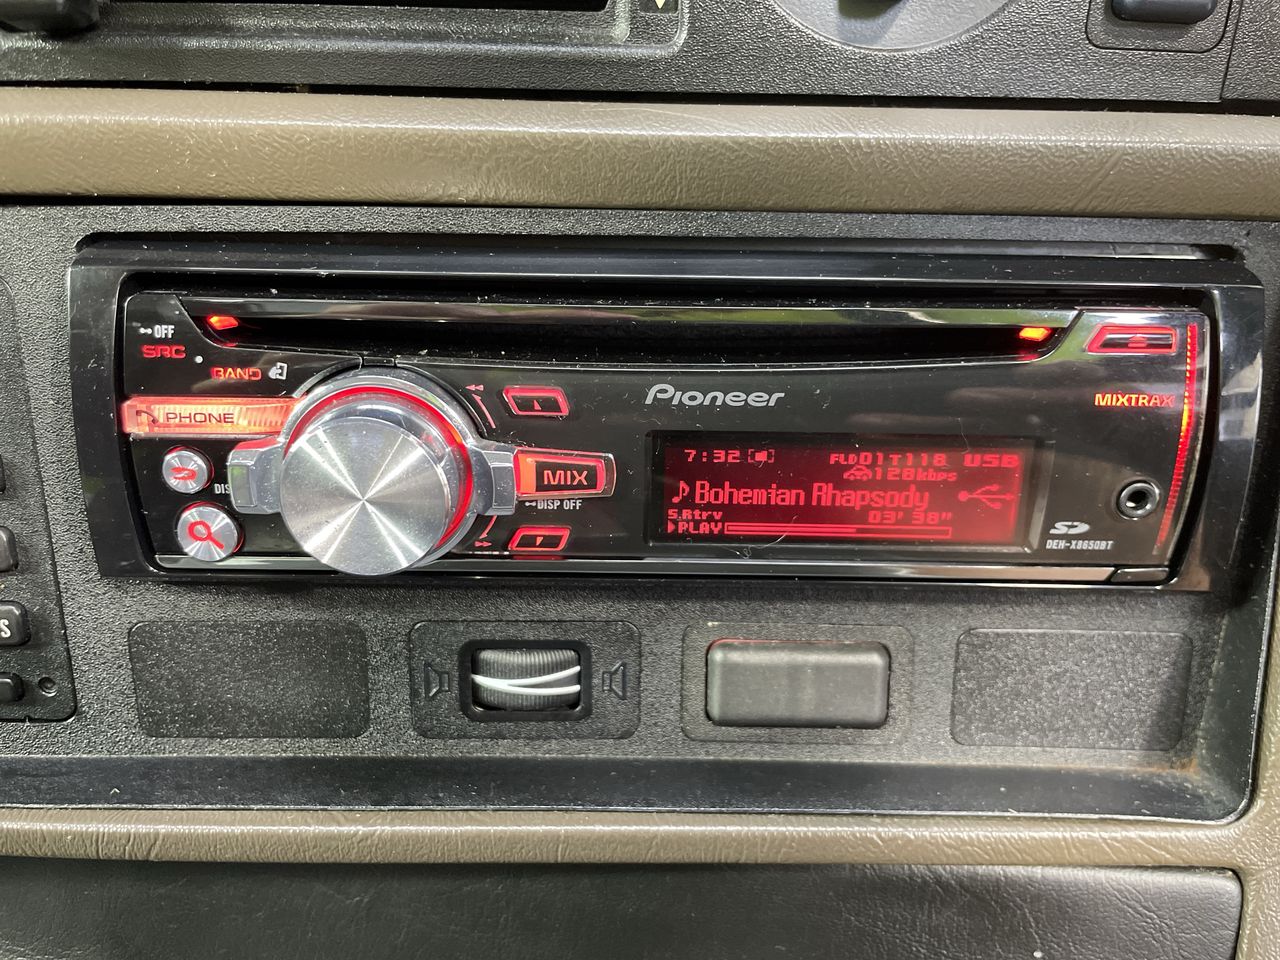 OFF
SRC
BAND
PHONE
DIS
MIX
DISP OFF
Pioneer
MIXTRAX
7:32 FLD01T118 USB
128kbps
Bohemian Rhapsody
S.Rtrv 03' 38"
PLAY
SD
DEH-X8650BT
S